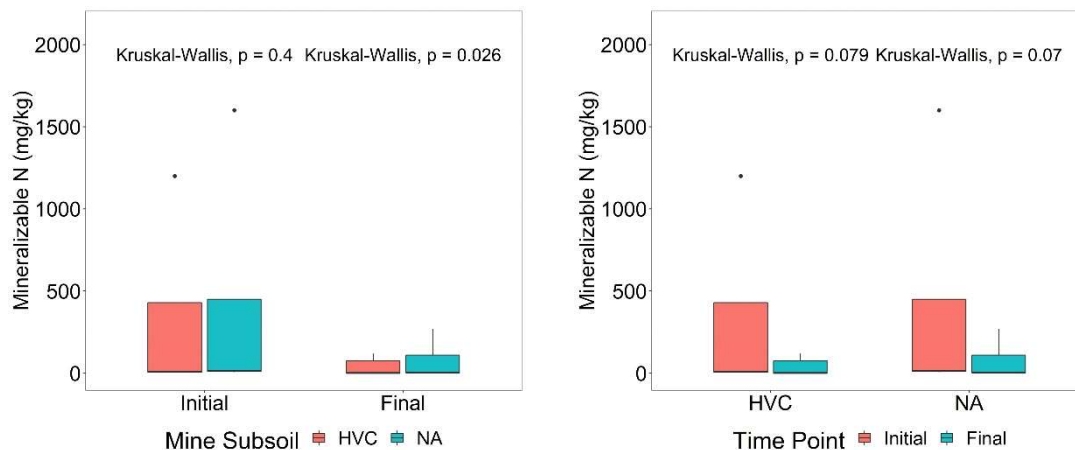 Mineralizable N (mg/kg)
2000
1500
1000
500
0
Kruskal-Wallis, p = 0.4
Kruskal-Wallis, p = 0.026
Initial
Final
Mine Subsoil
HVC
NA
Mineralizable N (mg/kg)
2000
1500
1000
500
0
Kruskal-Wallis, p = 0.079
Kruskal-Wallis, p = 0.07
HVC
NA
Time Point
Initial
Final